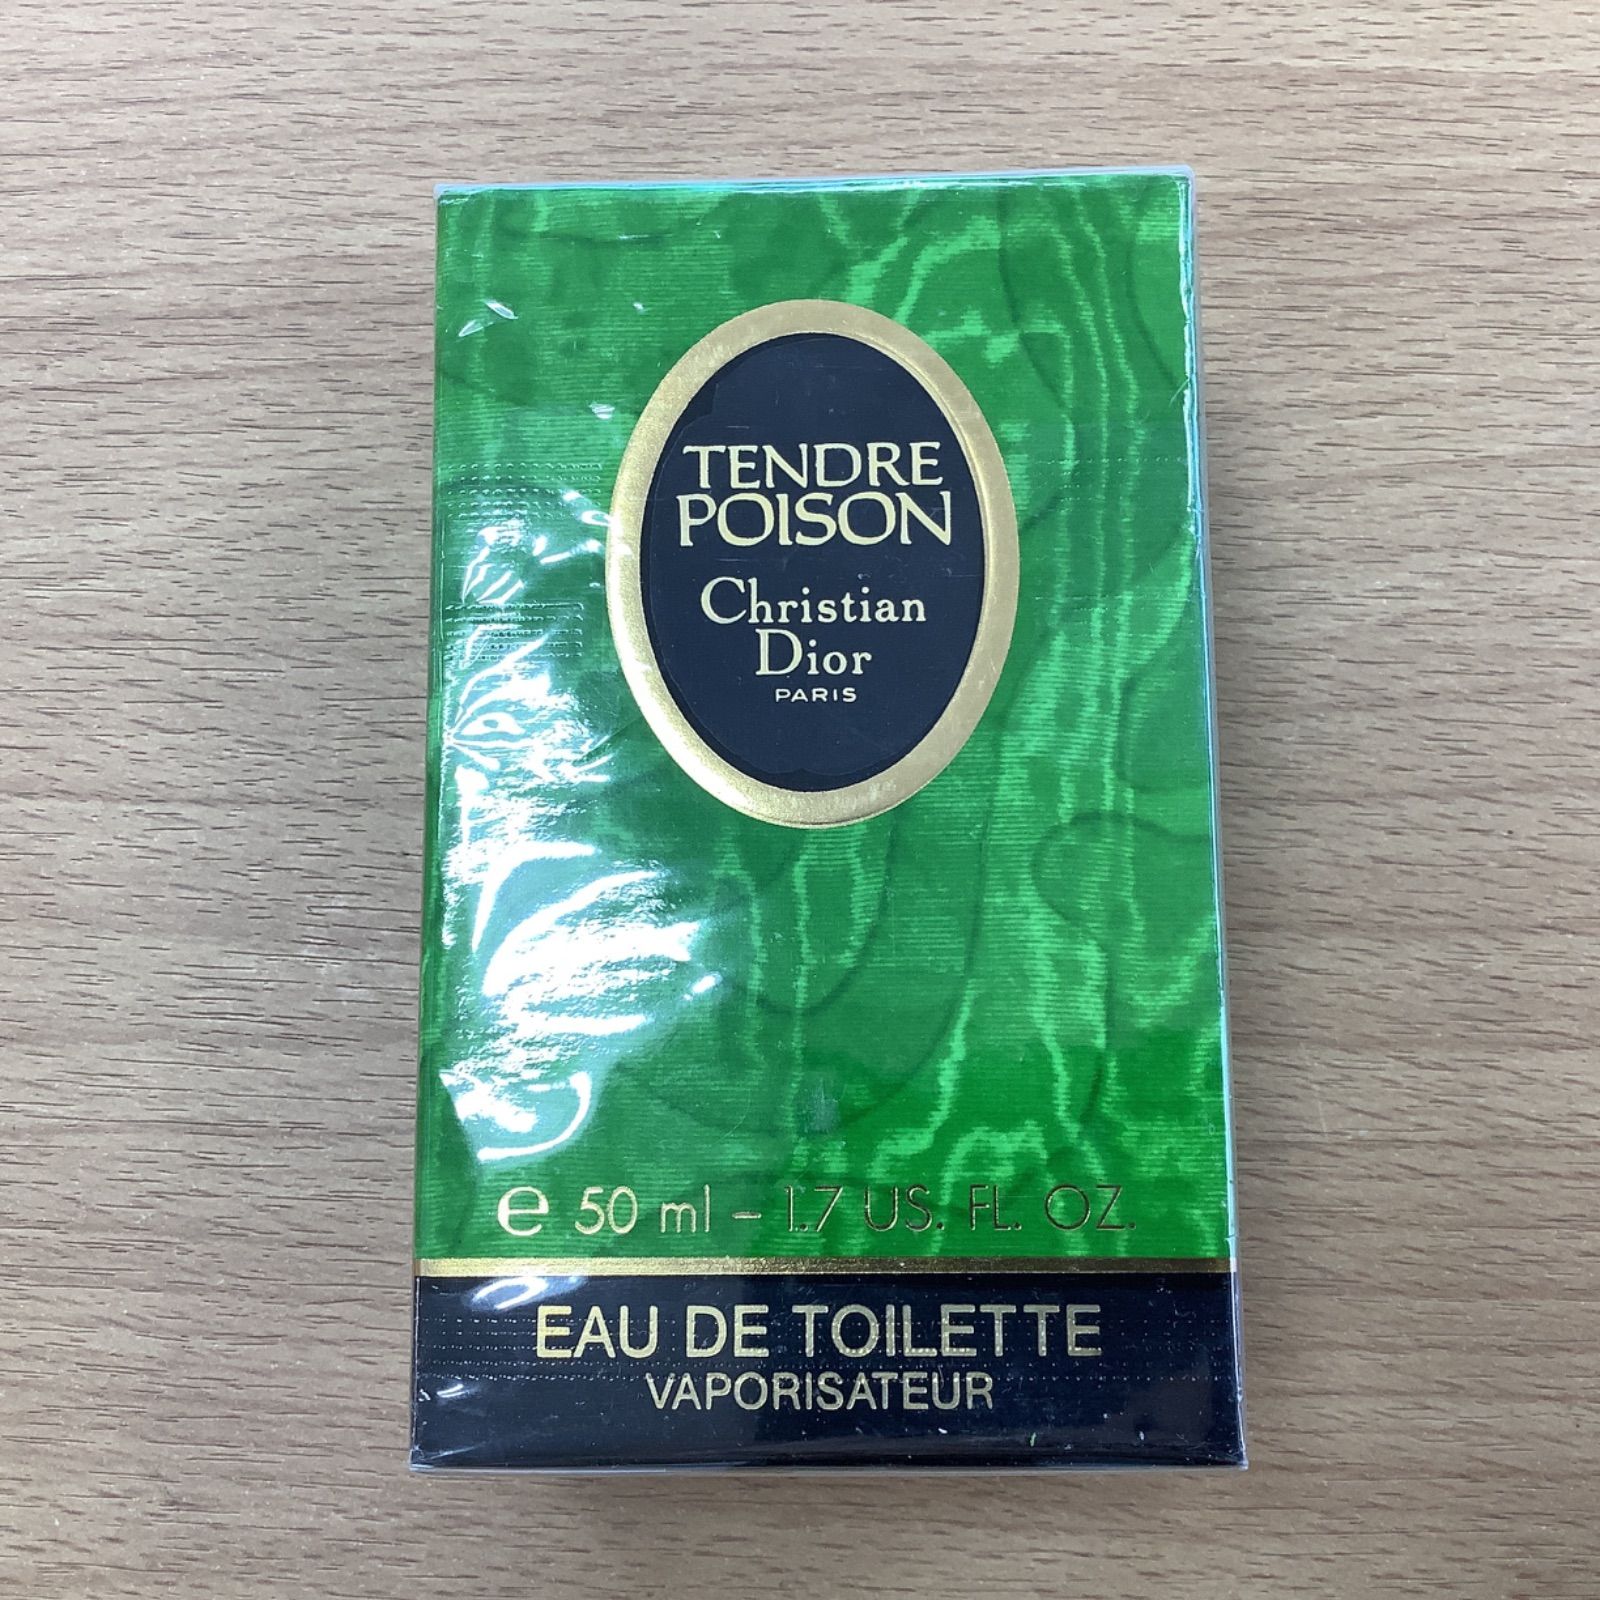 TENDRE
POISON
Christian
Dior
PARIS
℮ 50 ml – 1.7 US. FL. OZ.
EAU DE TOILETTE
VAPORISATEUR